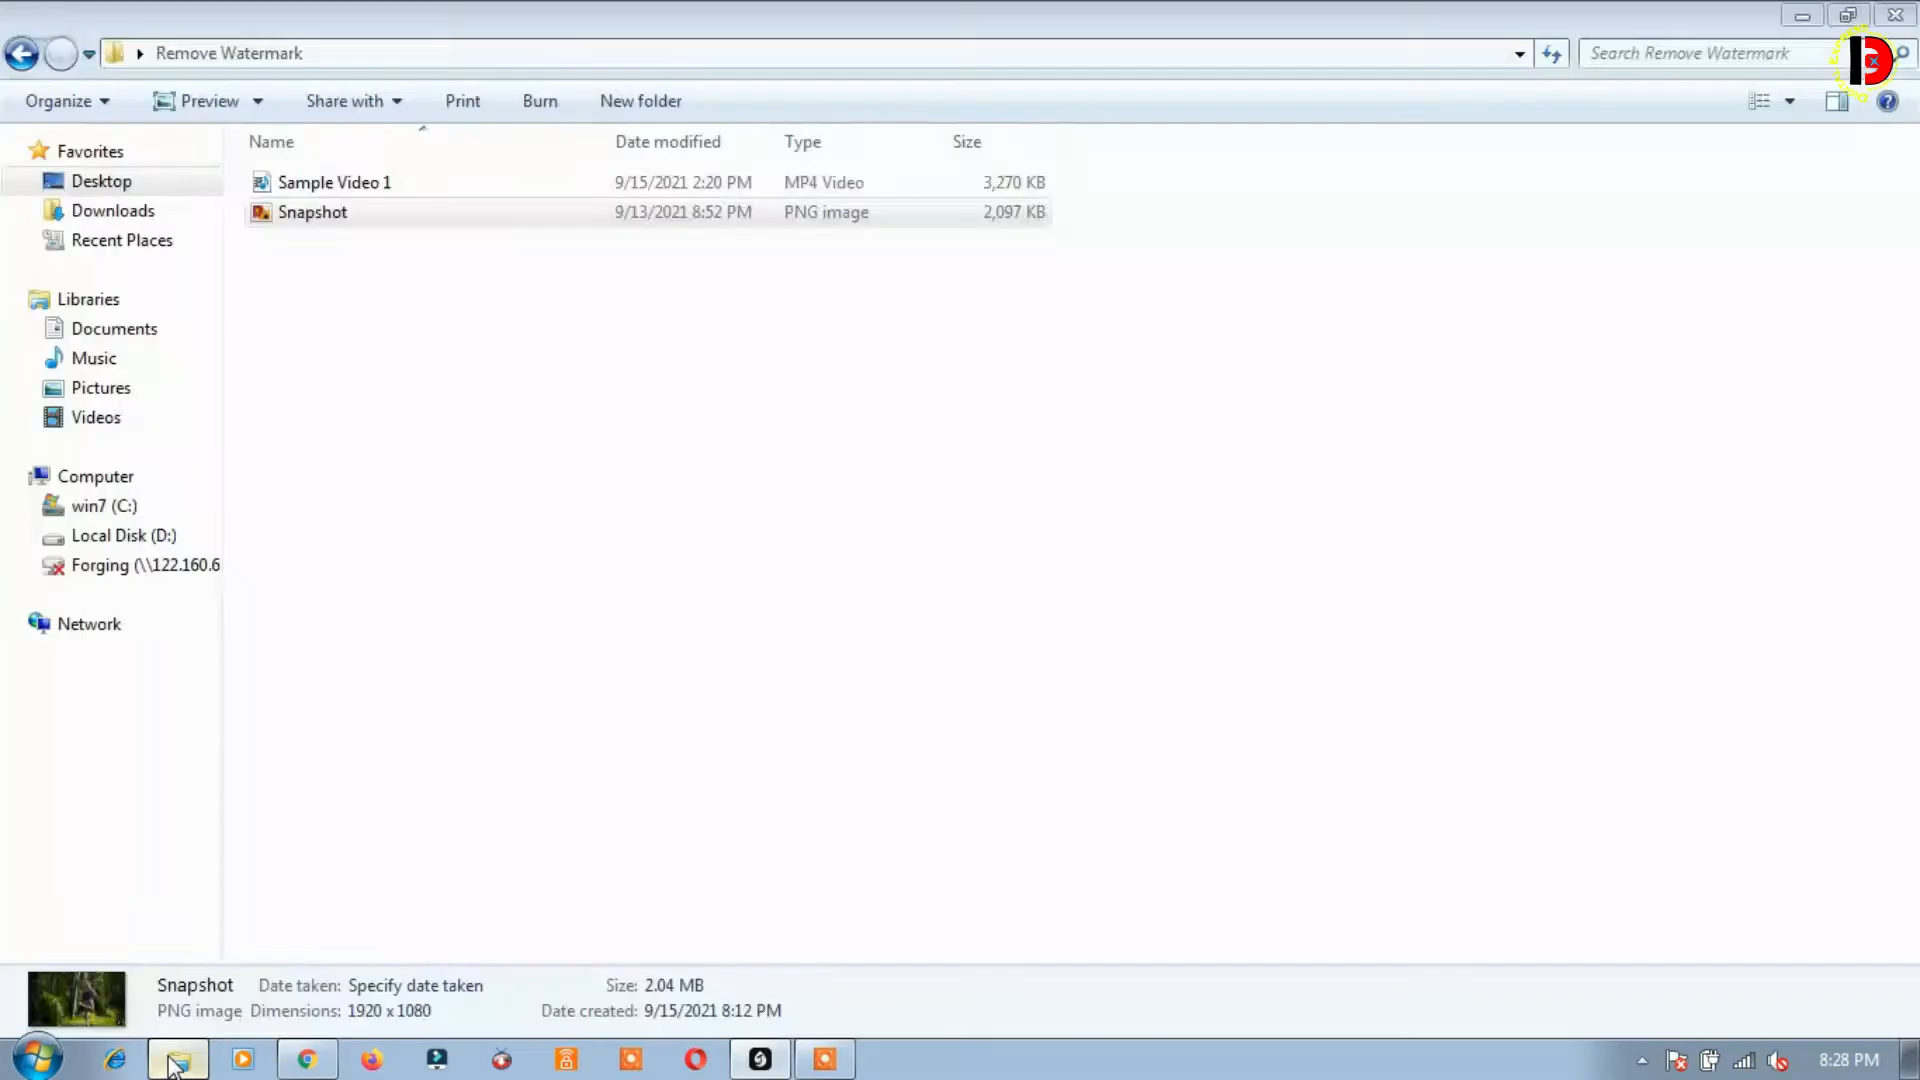 Remove Watermark
Search Remove Watermark
Organize Preview Share with Print Burn New folder
Name Date modified Type Size
Sample Video 1 9/15/2021 2:20 PM MP4 Video 3,270 KB
Snapshot 9/13/2021 8:52 PM PNG image 2,097 KB
Favorites
Desktop
Downloads
Recent Places
Libraries
Documents
Music
Pictures
Videos
Computer
win7 (C:)
Local Disk (D:)
Forging (\\122.160.6
Network
Snapshot Date taken: Specify date taken Size: 2.04 MB
PNG image Dimensions: 1920 x 1080 Date created: 9/15/2021 8:12 PM
8:28 PM